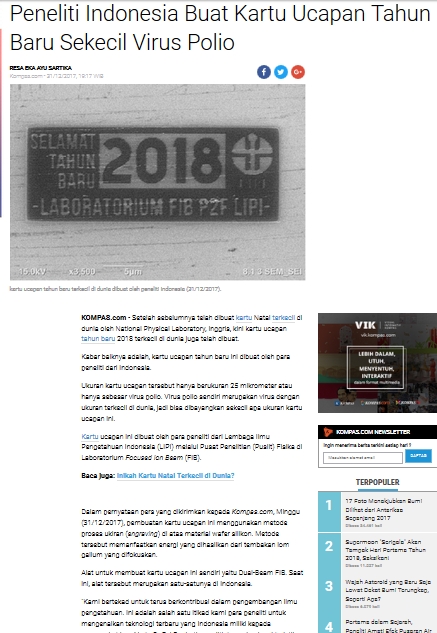 Peneliti Indonesia Buat Kartu Ucapan Tahun
Baru Sekecil Virus Polio
RESA EKA AYU SARTIKA
Kompas.com - 31/12/2017, 19:17 WIB
SELAMAT
TAHUN
BARU
2018
-LABORATORIUM FIB P2F LIPI-
15.0kV x3,500 5μm 8.1.3 SEM_SEI
kartu ucapan tahun baru terkecil di dunia dibuat oleh peneliti Indonesia (31/12/2017).
KOMPAS.com - Setelah sebelumnya telah dibuat kartu Natal terkecil di
dunia oleh National Physical Laboratory, Inggris, kini kartu ucapan
tahun baru 2018 terkecil di dunia juga telah dibuat.
Kabar baiknya adalah, kartu ucapan tahun baru ini dibuat oleh para
peneliti dari Indonesia.
Ukuran kartu ucapan tersebut hanya berukuran 25 mikrometer atau
hanya sebesar virus polio. Virus polio sendiri merupakan virus dengan
ukuran terkecil di dunia, jadi bisa dibayangkan sekecil apa ukuran kartu
ucapan ini.
Kartu ucapan ini dibuat oleh para peneliti dari Lembaga Ilmu
Pengetahuan Indonesia (LIPI) melalui Pusat Penelitian (Puslit) Fisika di
Laboratorium Focused Ion Beam (FIB).
Baca juga: Inikah Kartu Natal Terkecil di Dunia?
Dalam pernyataan pers yang dikirimkan kepada Kompas.com, Minggu
(31/12/2017), pembuatan kartu ucapan ini menggunakan metode
proses ukiran (engraving) di atas material wafer silikon. Metode
tersebut memanfaatkan energi yang dihasilkan dari tembakan ion
galium yang difokuskan.
Alat untuk membuat kartu ucapan ini sendiri yaitu Dual-Beam FIB. Saat
ini, alat tersebut merupakan satu-satunya di Indonesia.
"Kami bertekad untuk terus berkontribusi dalam pengembangan ilmu
pengetahuan. Ini adalah salah satu itikad kami para peneliti untuk
mengenalkan teknologi terbaru yang Indonesia miliki kepada
VIK
vik.kompas.com
LEBIH DALAM,
UTUH,
MENYENTUH,
INTERAKTIF
dalam format multimedia
KOMPAS.COM NEWSLETTER
Ingin menerima berita terkini setiap hari ?
Masukkan alamat email
DAFTAR
TERPOPULER
1
17 Foto Menakjubkan Bumi
Dilihat dari Antariksa
Sepanjang 2017
2
Supermoon "Serigala" Akan
Tampak Hari Pertama Tahun
2018, Saksikan!
3
Wajah Asteroid yang Baru Saja
Lewat Dekat Bumi Terungkap,
Seperti Apa?
4
Pertama dalam Sejarah,
Peneliti Amati Efek Pusaran Air